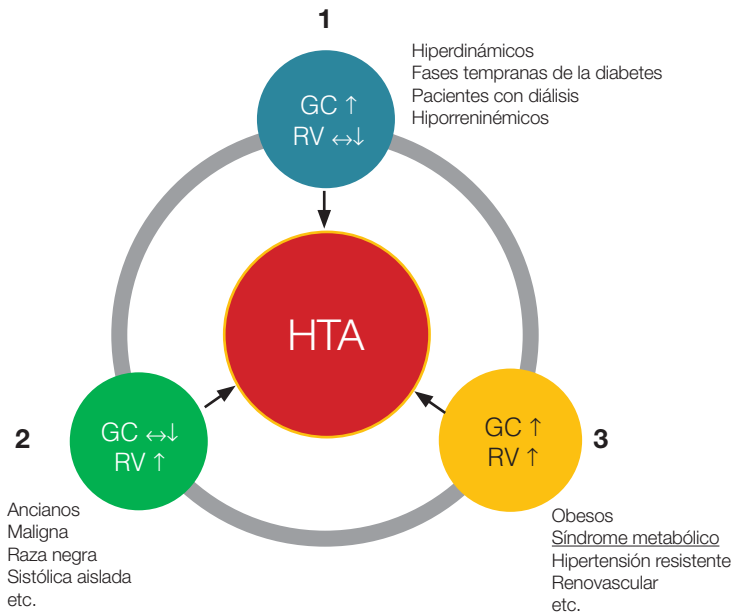 1
Hiperdinámicos
Fases tempranas de la diabetes
Pacientes con diálisis
Hiporreninémicos
GC ↑
RV ↔↓
HTA
2
GC ↔↓
RV ↑
Ancianos
Maligna
Raza negra
Sistólica aislada
etc.
GC ↑
RV ↑
3
Obesos
Síndrome metabólico
Hipertensión resistente
Renovascular
etc.